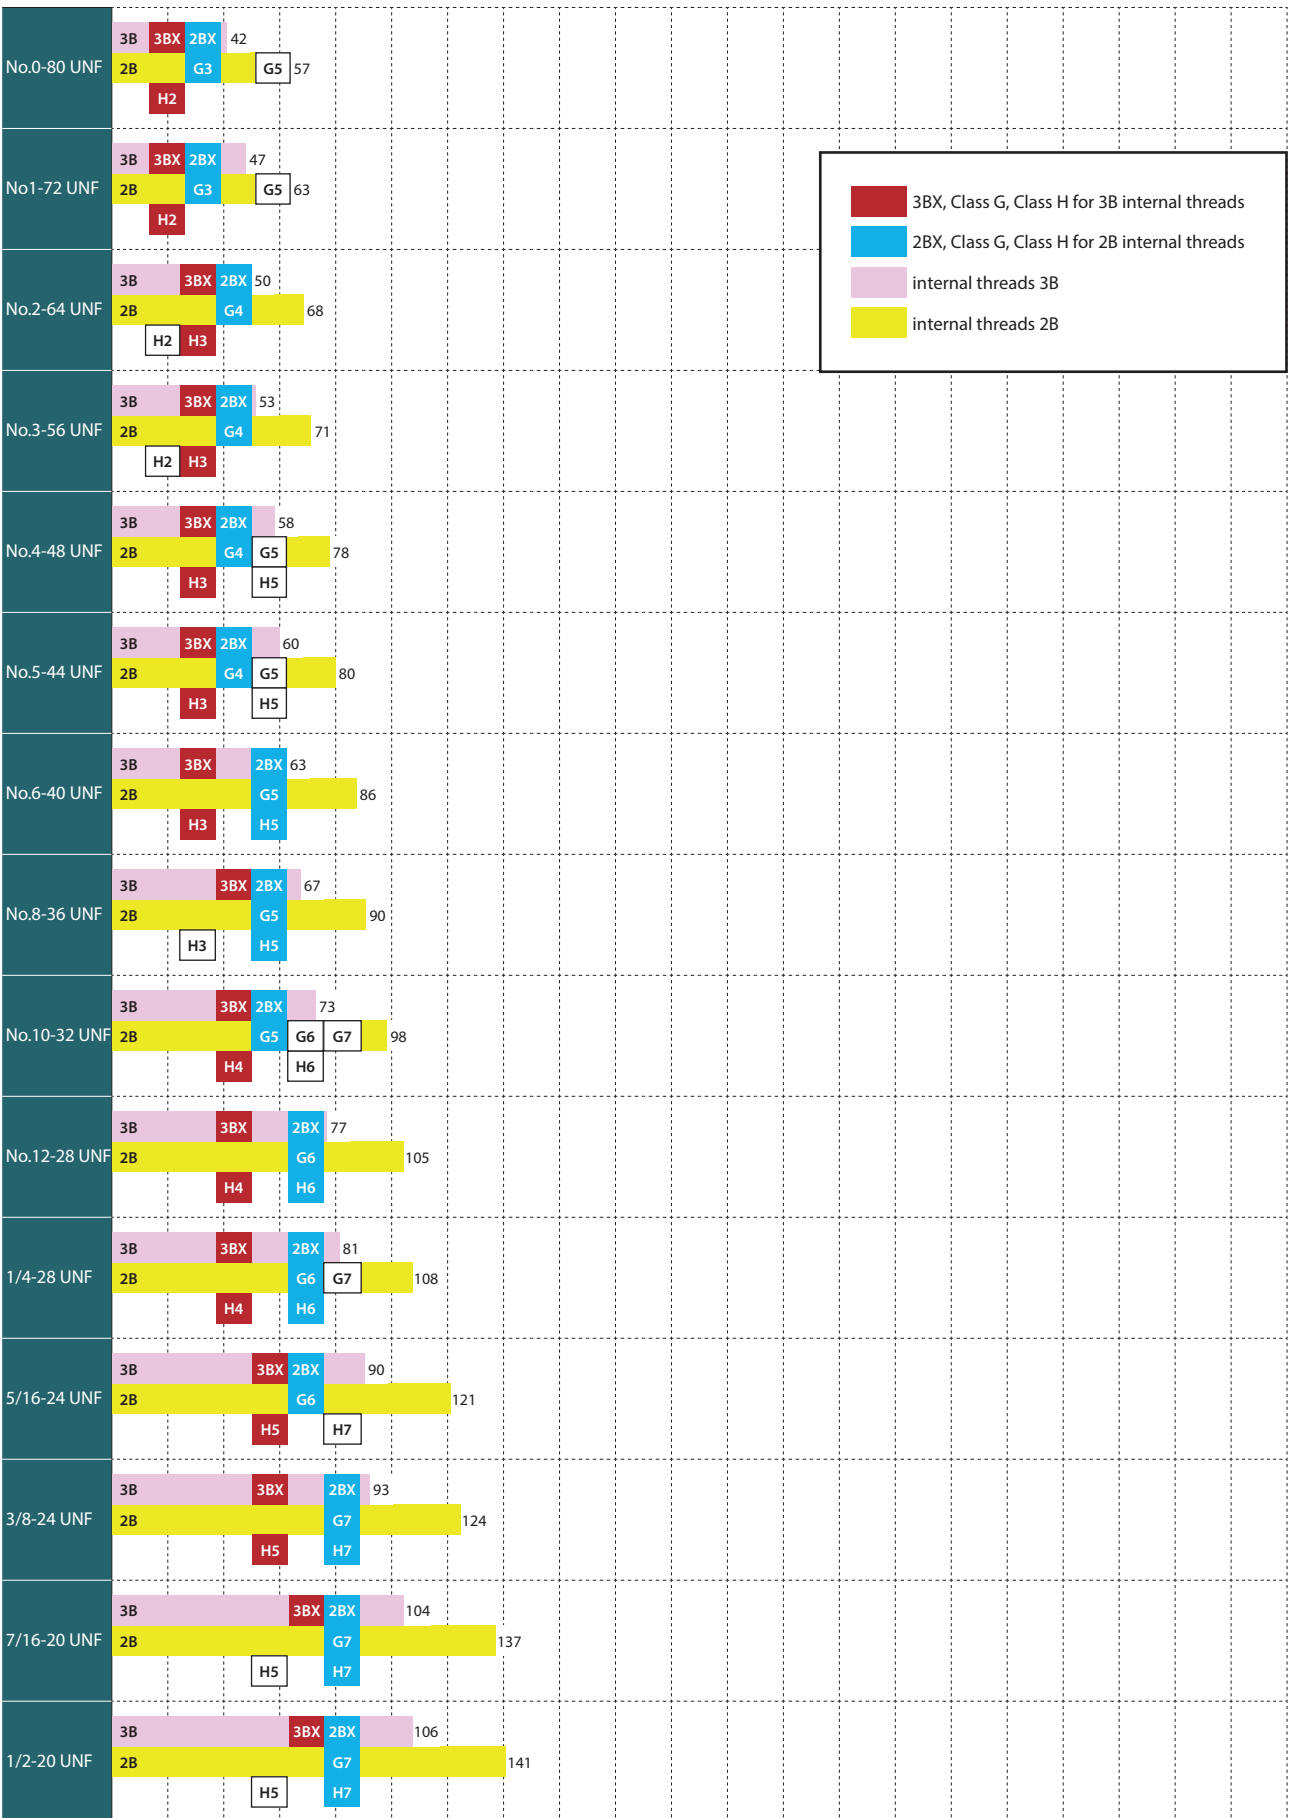 3B 3BX 2BX 42
No.0-80 UNF 2B G3 G5 57
H2
3B 3BX 2BX 47
No1-72 UNF 2B G3 G5 63
H2
3BX, Class G, Class H for 3B internal threads
2BX, Class G, Class H for 2B internal threads
internal threads 3B
internal threads 2B
3B 3BX 2BX 50
No.2-64 UNF 2B G4 68
H2 H3
3B 3BX 2BX 53
No.3-56 UNF 2B G4 71
H2 H3
3B 3BX 2BX 58
No.4-48 UNF 2B G4 G5 78
H3 H5
3B 3BX 2BX 60
No.5-44 UNF 2B G4 G5 80
H3 H5
3B 3BX 2BX 63
No.6-40 UNF 2B G5 86
H3 H5
3B 3BX 2BX 67
No.8-36 UNF 2B G5 90
H3 H5
3B 3BX 2BX 73
No.10-32 UNF 2B G5 G6 G7 98
H4 H6
3B 3BX 2BX 77
No.12-28 UNF 2B G6 105
H4 H6
3B 3BX 2BX 81
1/4-28 UNF 2B G6 G7 108
H4 H6
3B 3BX 2BX 90
5/16-24 UNF 2B G6 121
H5 H7
3B 3BX 2BX 93
3/8-24 UNF 2B G7 124
H5 H7
3B 3BX 2BX 104
7/16-20 UNF 2B G7 137
H5 H7
3B 3BX 2BX 106
1/2-20 UNF 2B G7 141
H5 H7